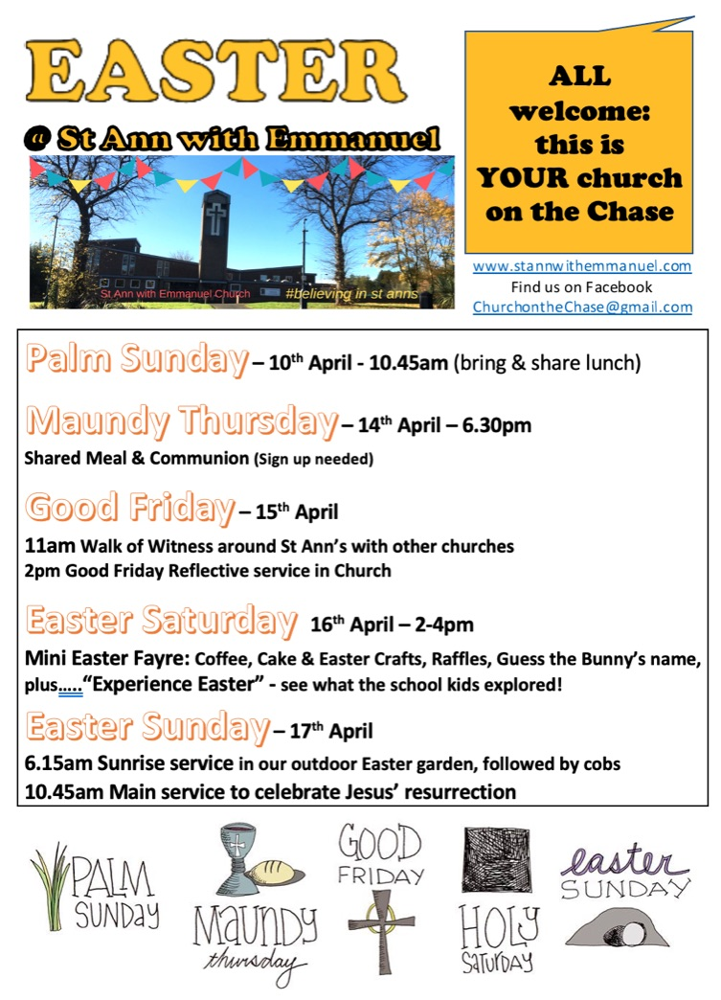 EASTER
@ St Ann with Emmanuel
St Ann with Emmanuel Church
#believing in st anns
ALL
welcome:
this is
YOUR church
on the Chase
www.stannwithemmanuel.com
Find us on Facebook
ChurchontheChase@gmail.com
Palm Sunday – 10th April - 10.45am (bring & share lunch)
Maundy Thursday – 14th April – 6.30pm
Shared Meal & Communion (Sign up needed)
Good Friday – 15th April
11am Walk of Witness around St Ann's with other churches
2pm Good Friday Reflective service in Church
Easter Saturday 16th April – 2-4pm
Mini Easter Fayre: Coffee, Cake & Easter Crafts, Raffles, Guess the Bunny's name,
plus….."Experience Easter" - see what the school kids explored!
Easter Sunday – 17th April
6.15am Sunrise service in our outdoor Easter garden, followed by cobs
10.45am Main service to celebrate Jesus' resurrection
PALM
SUNDAY
MAUNDY
thursday
GOOD
FRIDAY
HOLY
SATURDAY
easter
SUNDAY